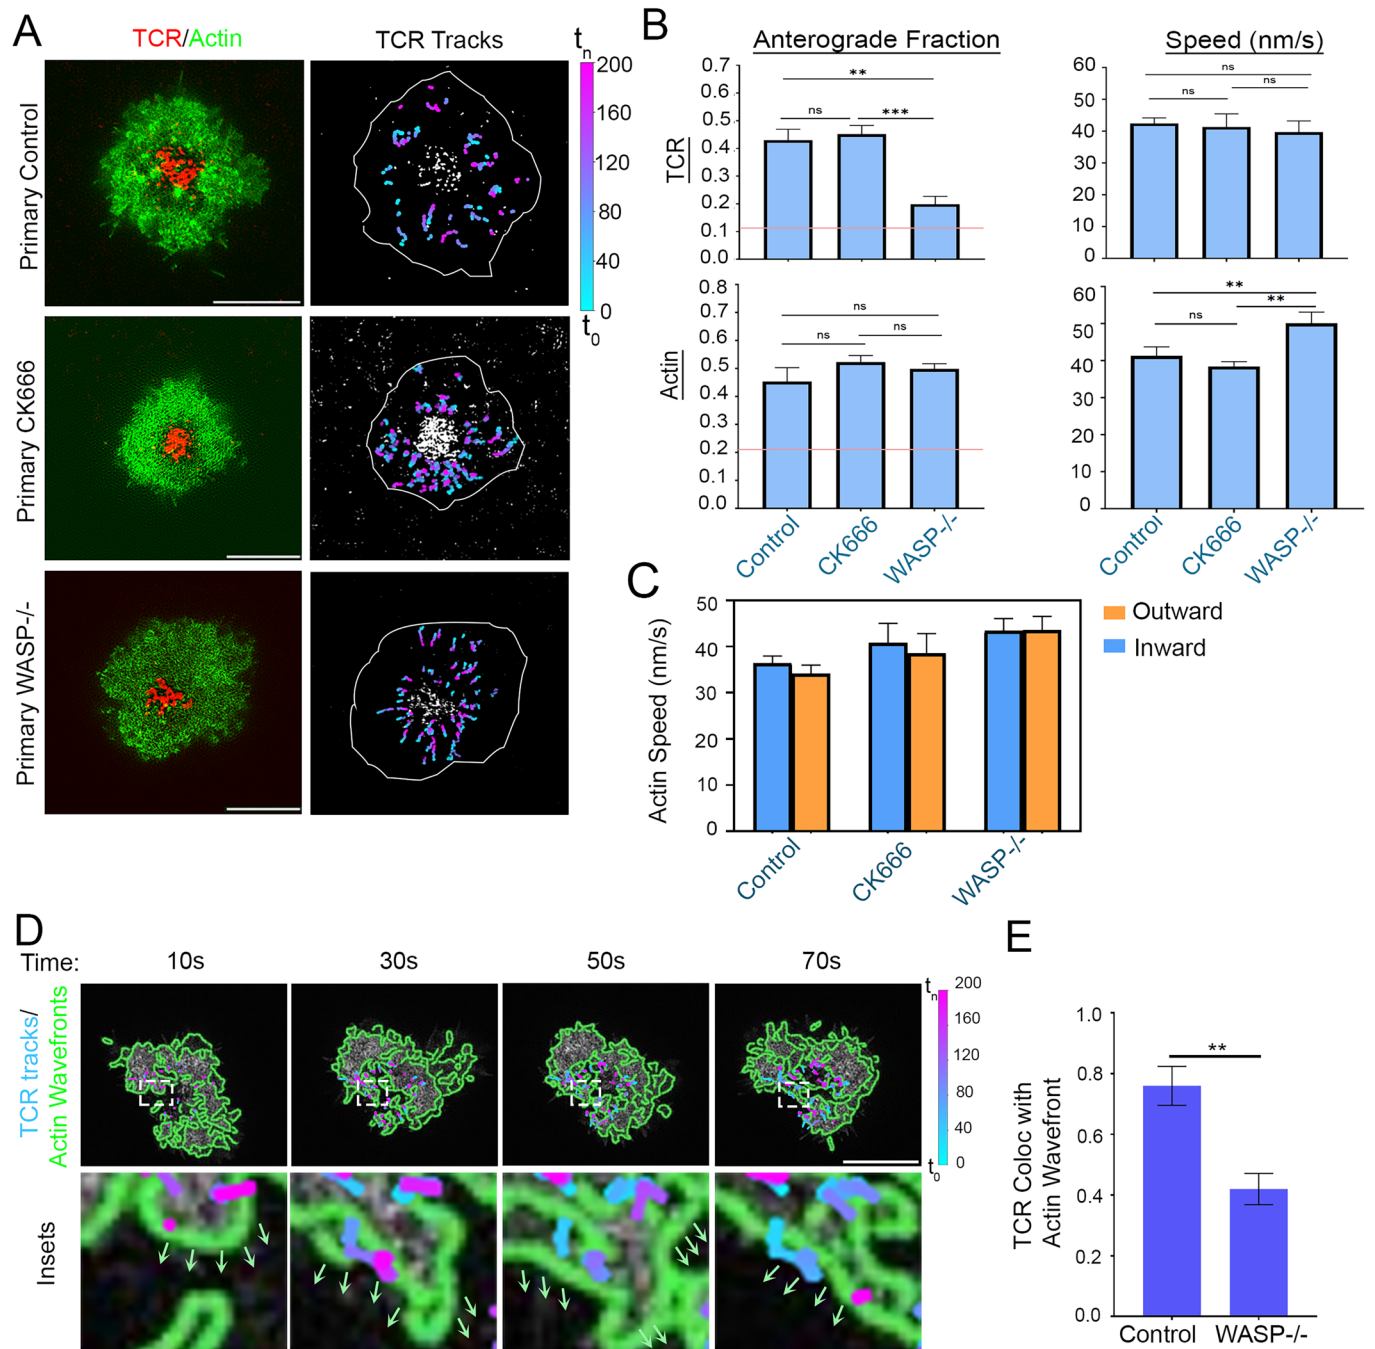 A
TCR/Actin
TCR Tracks
Primary Control
Primary CK666
Primary WASP-/-
tn
200
160
120
80
40
0
t0
B
Anterograde Fraction
Speed (nm/s)
TCR
0.7
0.6
0.5
0.4
0.3
0.2
0.1
0.0
**
ns
***
60
50
40
30
20
10
0
ns
ns
ns
Actin
0.8
0.7
0.6
0.5
0.4
0.3
0.2
0.1
0.0
ns
ns
ns
Control
CK666
WASP-/-
60
50
40
30
20
10
0
**
**
ns
Control
CK666
WASP-/-
C
Actin Speed (nm/s)
50
40
30
20
10
0
Control
CK666
WASP-/-
Outward
Inward
D
Time:
10s
30s
50s
70s
TCR tracks/
Actin Wavefronts
Insets
tn
200
160
120
80
40
0
t0
E
TCR Coloc with
Actin Wavefront
1.0
0.8
0.6
0.4
0.2
0.0
**
Control
WASP-/-